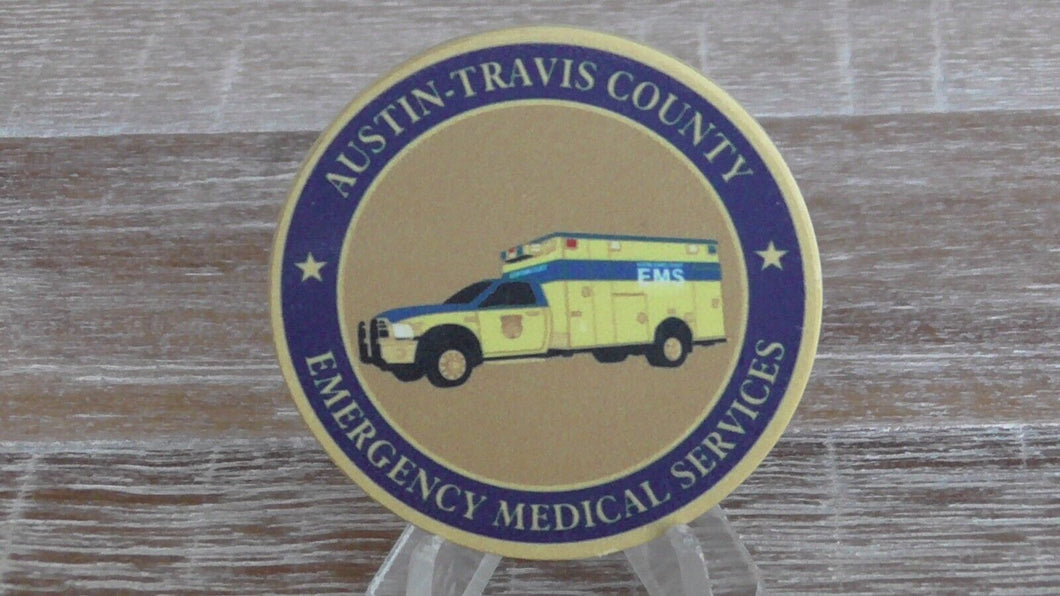 AUSTIN-TRAVIS COUNTY
EMS
EMERGENCY MEDICAL SERVICES